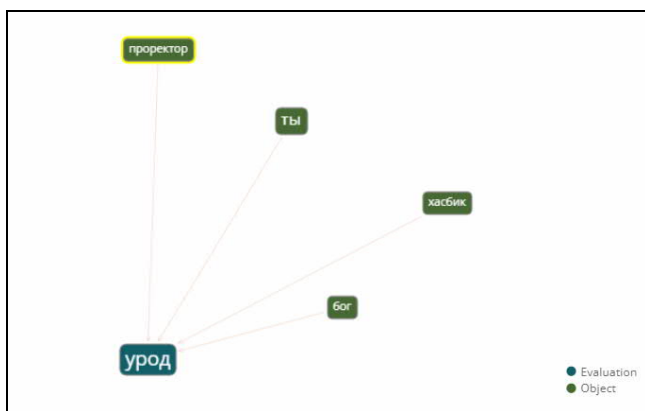 проректор
ты
хасбик
бог
урод
Evaluation
Object